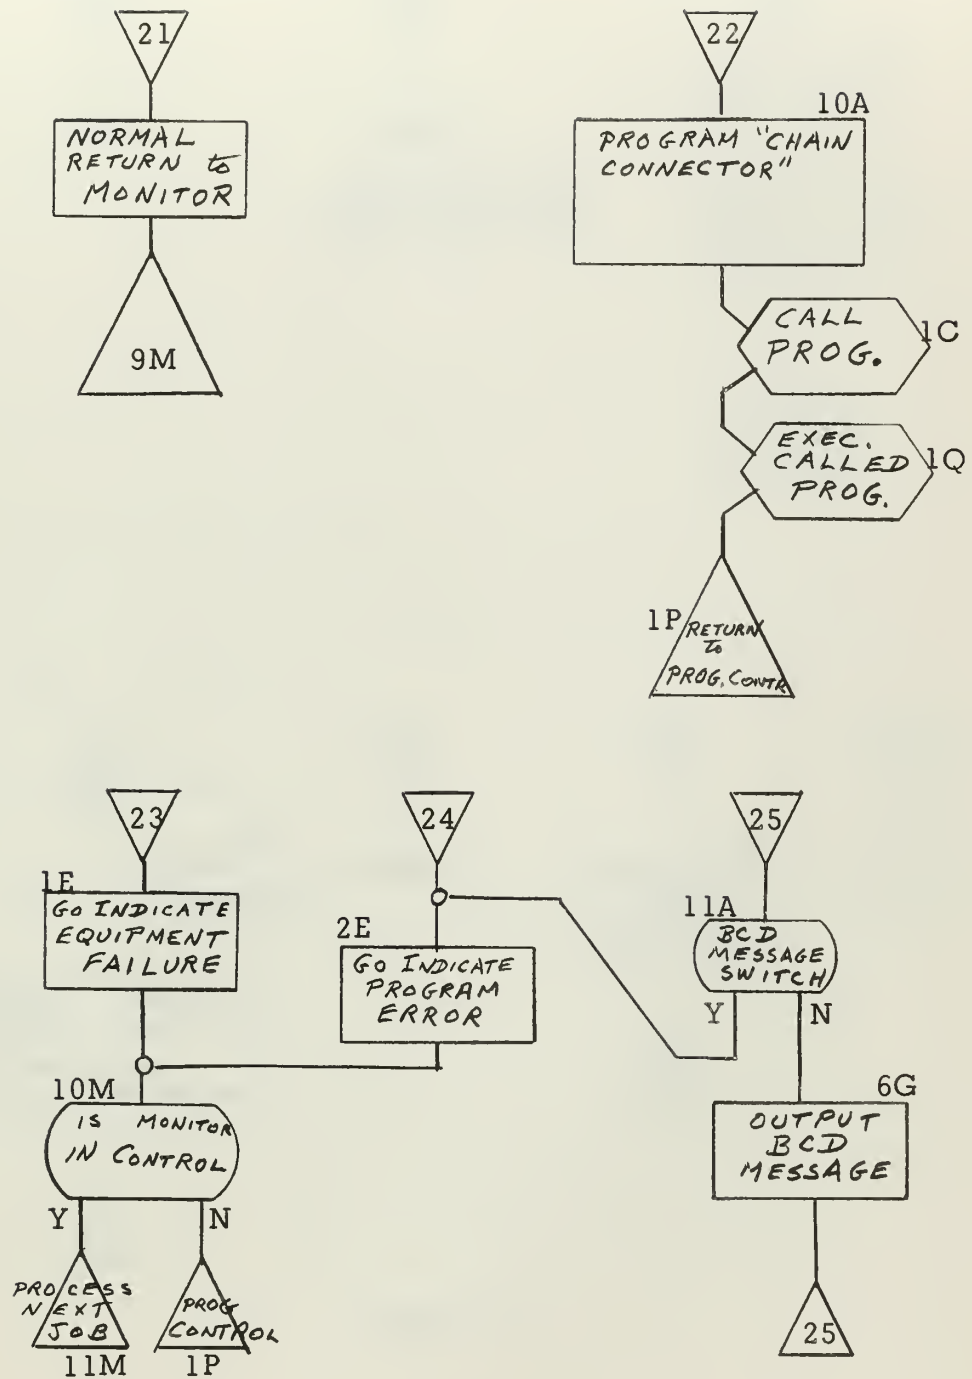 21
NORMAL
RETURN to
MONITOR
9M
22
10A
PROGRAM "CHAIN
CONNECTOR"
CALL
PROG.
1C
EXEC.
CALLED
PROG.
1Q
1P
RETURN
to
PROG. CONTR
23
1E
GO INDICATE
EQUIPMENT
FAILURE
10M
IS MONITOR
IN CONTROL
Y
N
PROCESS
NEXT
JOB
11M
PROG
CONTROL
1P
24
2E
GO INDICATE
PROGRAM
ERROR
25
11A
BCD
MESSAGE
SWITCH
Y
N
6G
OUTPUT
BCD
MESSAGE
25